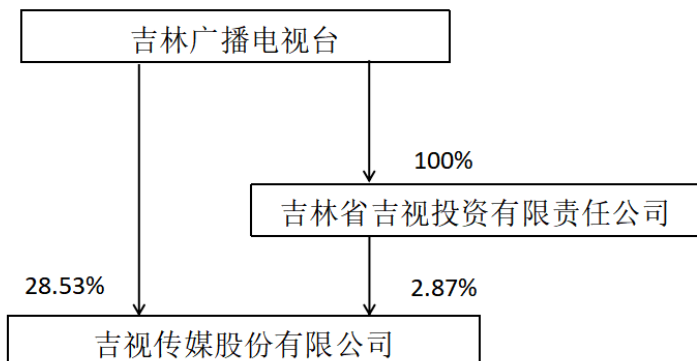 吉林广播电视台
100%
吉林省吉视投资有限责任公司
28.53%
2.87%
吉视传媒股份有限公司